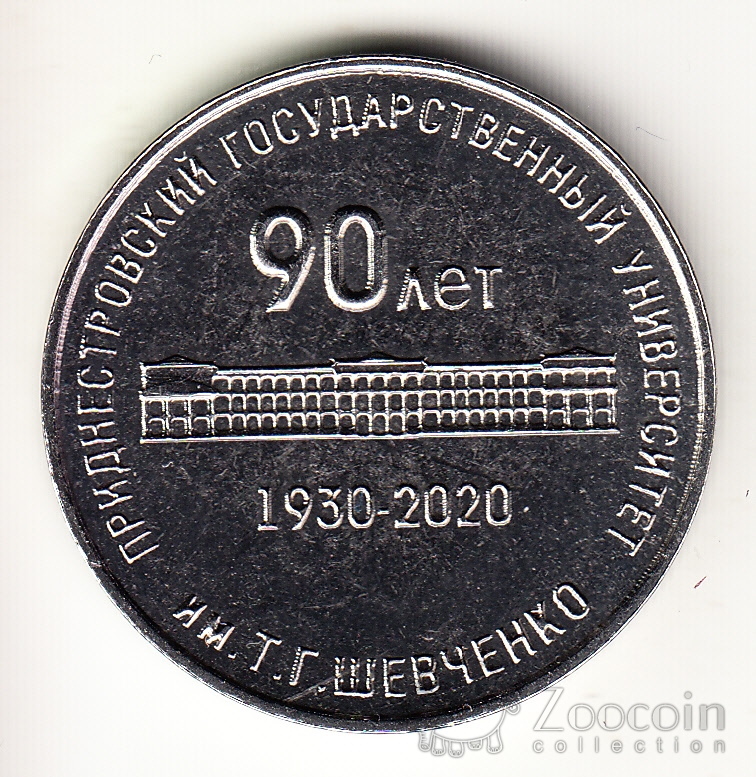 ПРИДНЕСТРОВСКИЙ ГОСУДАРСТВЕННЫЙ УНИВЕРСИТЕТ
90 лет
1930-2020
ИМ. Т. Г. ШЕВЧЕНКО
Zoocoin
collection